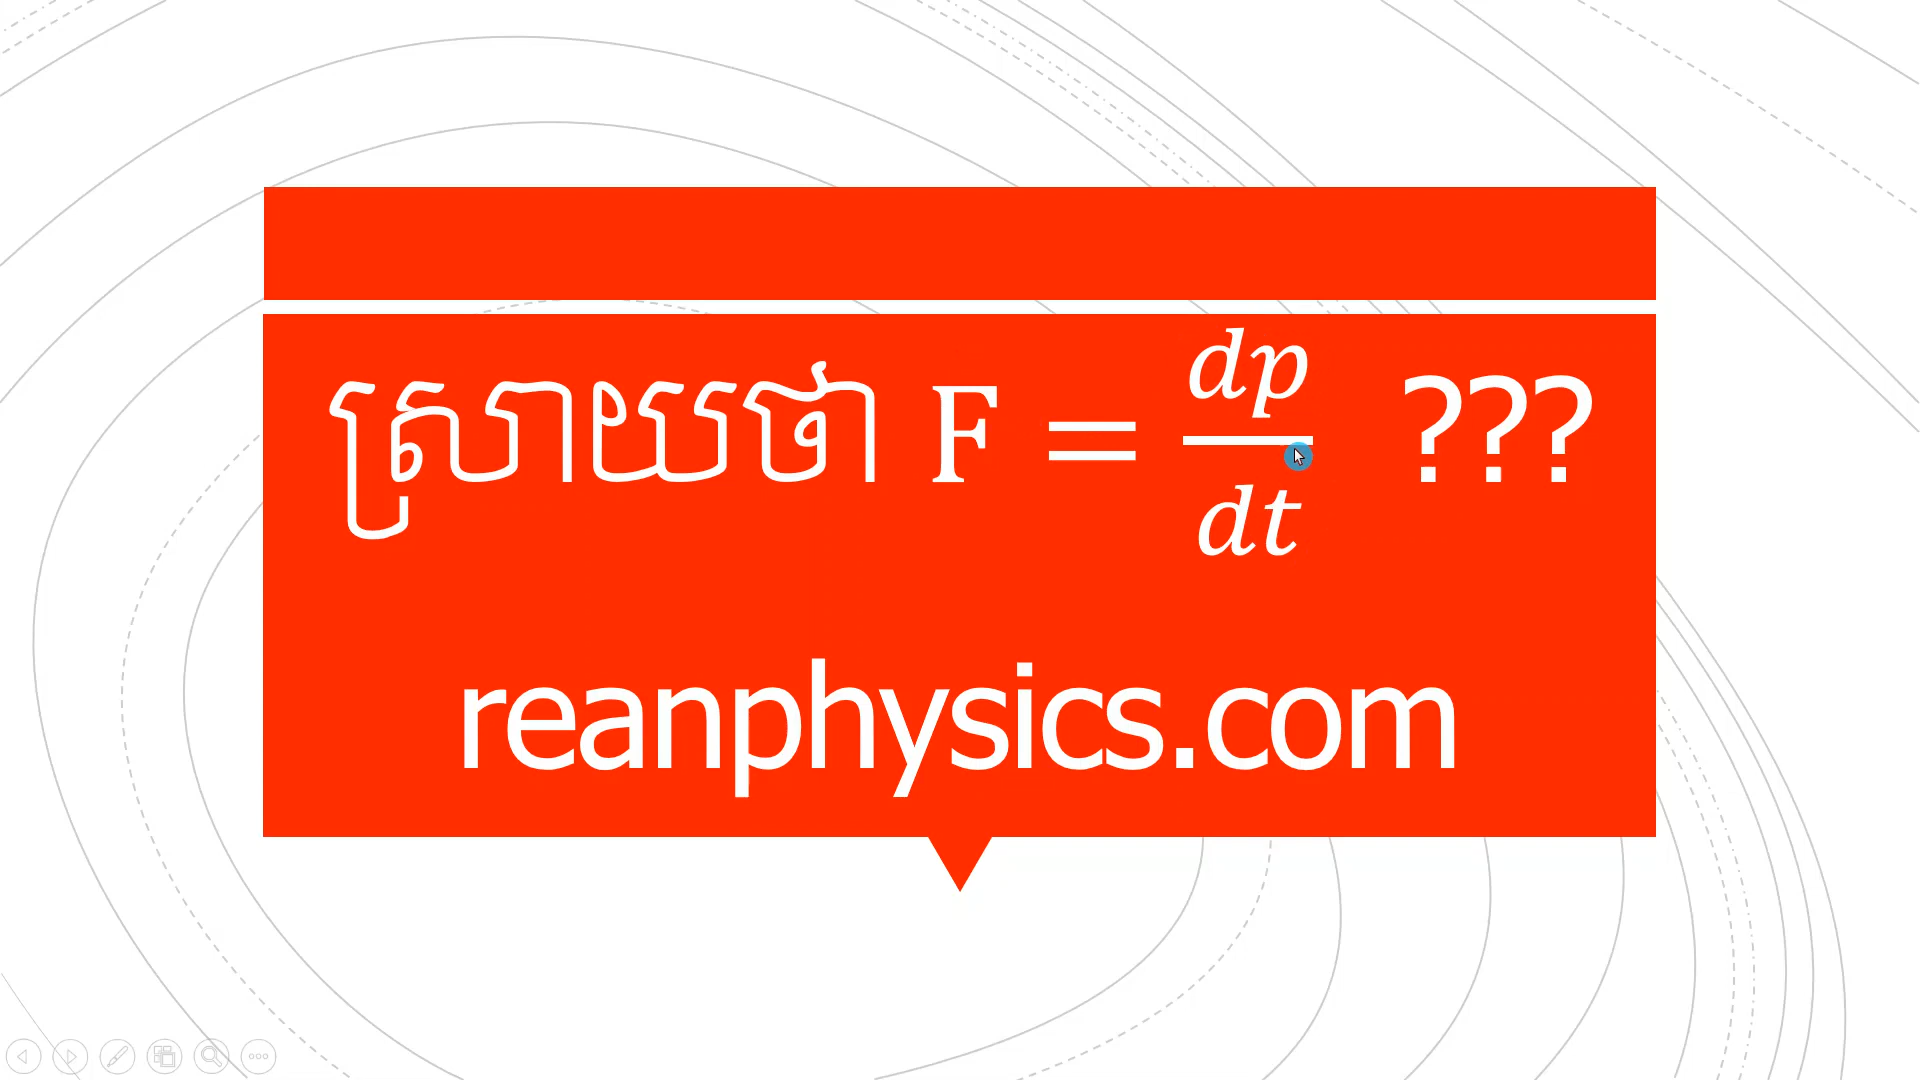 ស្រាយថា F = dp/dt ???
reanphysics.com